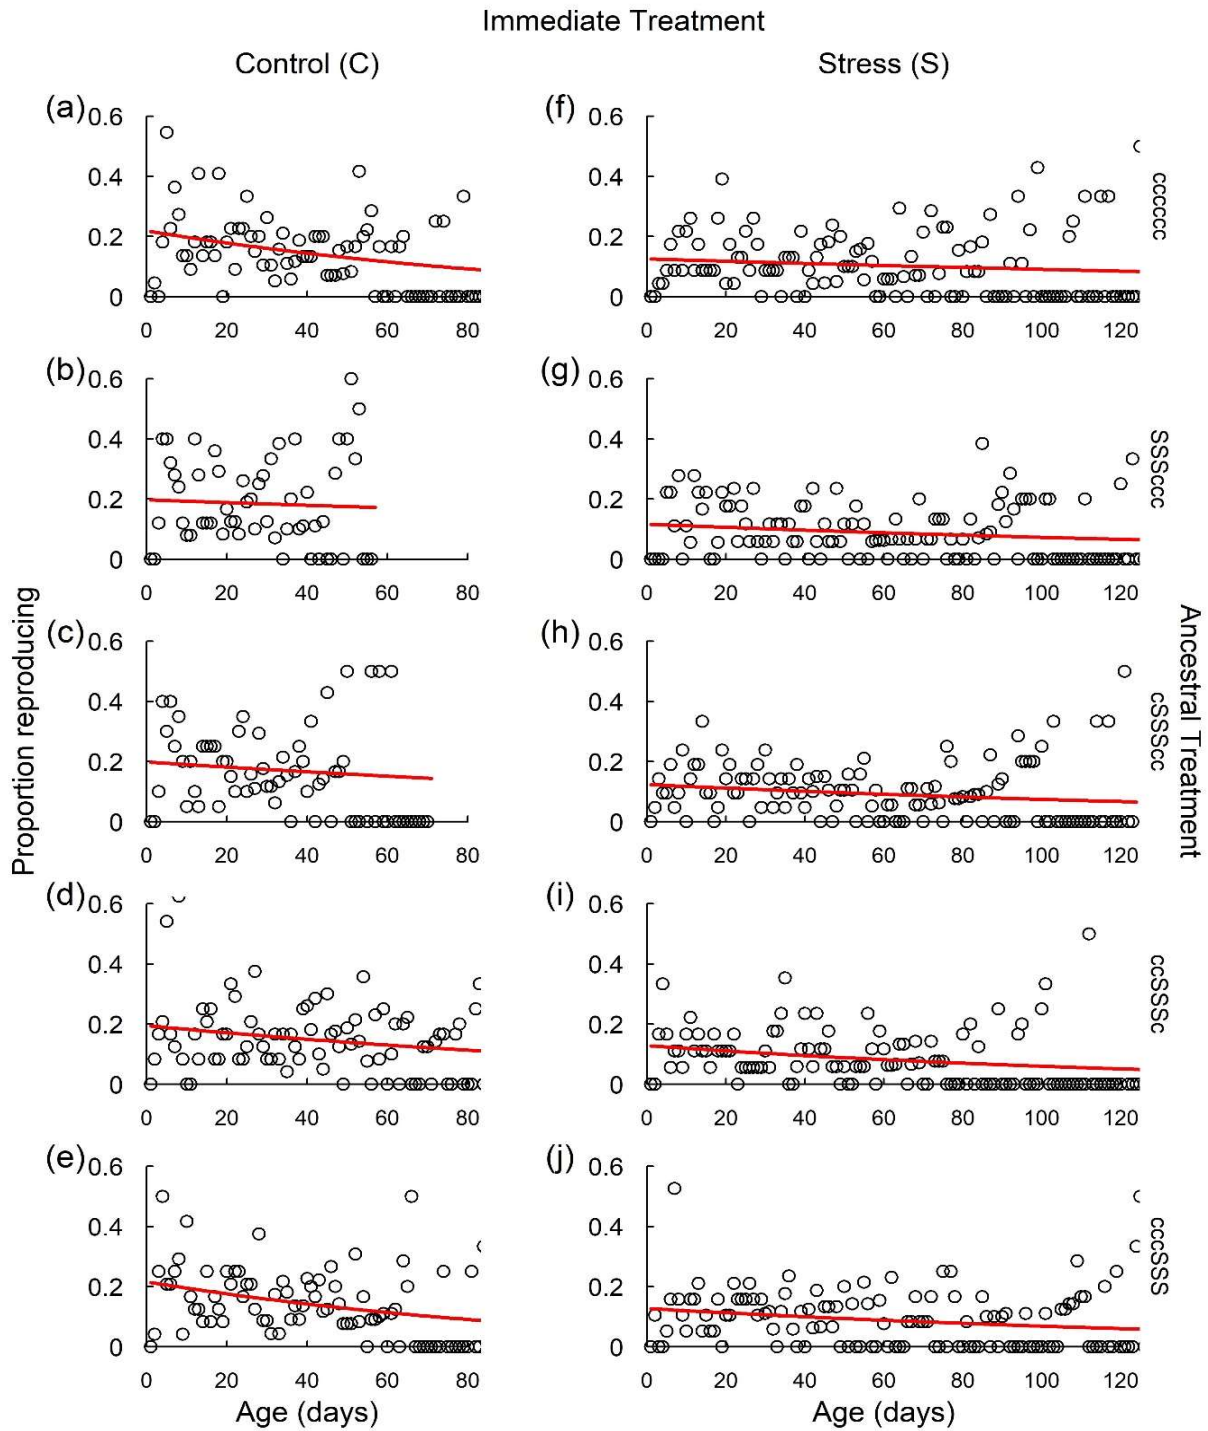 Immediate Treatment
Control (C) Stress (S)
(a) 0.6 (f) 0.6
0.4 0.4
0.2 0.2
0 0
0 20 40 60 80 0 20 40 60 80 100 120
cccccc
(b) 0.6 (g) 0.6
0.4 0.4
0.2 0.2
0 0
0 20 40 60 80 0 20 40 60 80 100 120
SSSccc
(c) 0.6 (h) 0.6
0.4 0.4
0.2 0.2
0 0
0 20 40 60 80 0 20 40 60 80 100 120
cSSScc
(d) 0.6 (i) 0.6
0.4 0.4
0.2 0.2
0 0
0 20 40 60 80 0 20 40 60 80 100 120
ccSSSc
(e) 0.6 (j) 0.6
0.4 0.4
0.2 0.2
0 0
0 20 40 60 80 0 20 40 60 80 100 120
cccSSS
Age (days) Age (days)
Proportion reproducing
Ancestral Treatment